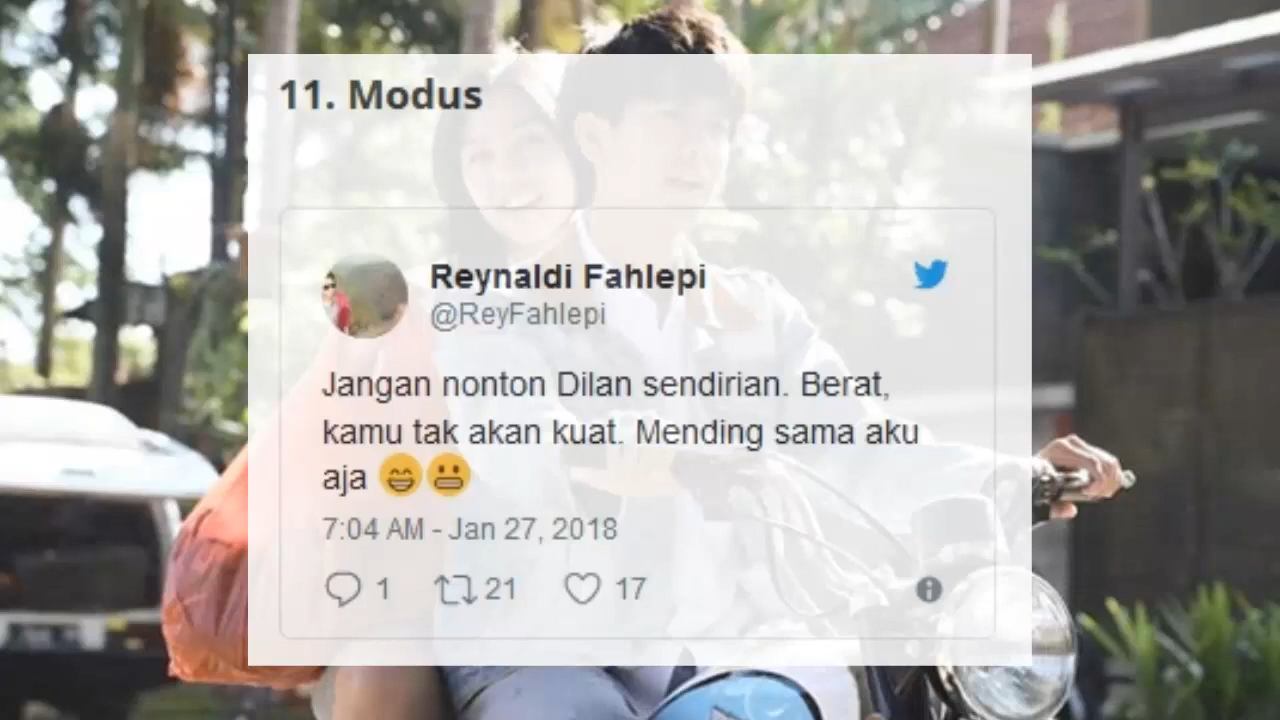 11. Modus
Reynaldi Fahlepi
@ReyFahlepi
Jangan nonton Dilan sendirian. Berat,
kamu tak akan kuat. Mending sama aku
aja 😄😬
7:04 AM - Jan 27, 2018
1 21 17